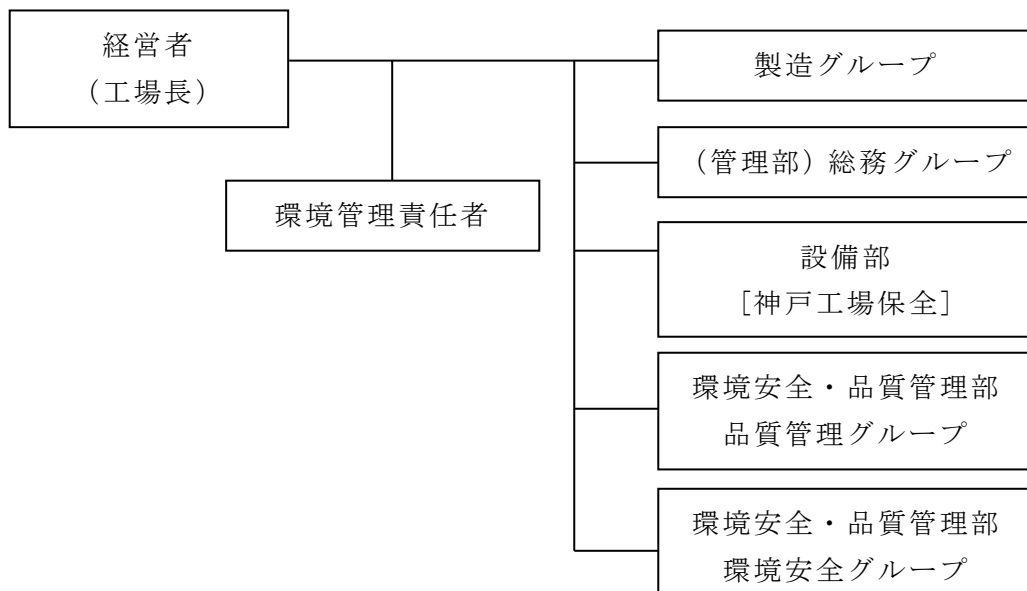 経営者
（工場長）
環境管理責任者
製造グループ
（管理部）総務グループ
設備部
［神戸工場保全］
環境安全・品質管理部
品質管理グループ
環境安全・品質管理部
環境安全グループ